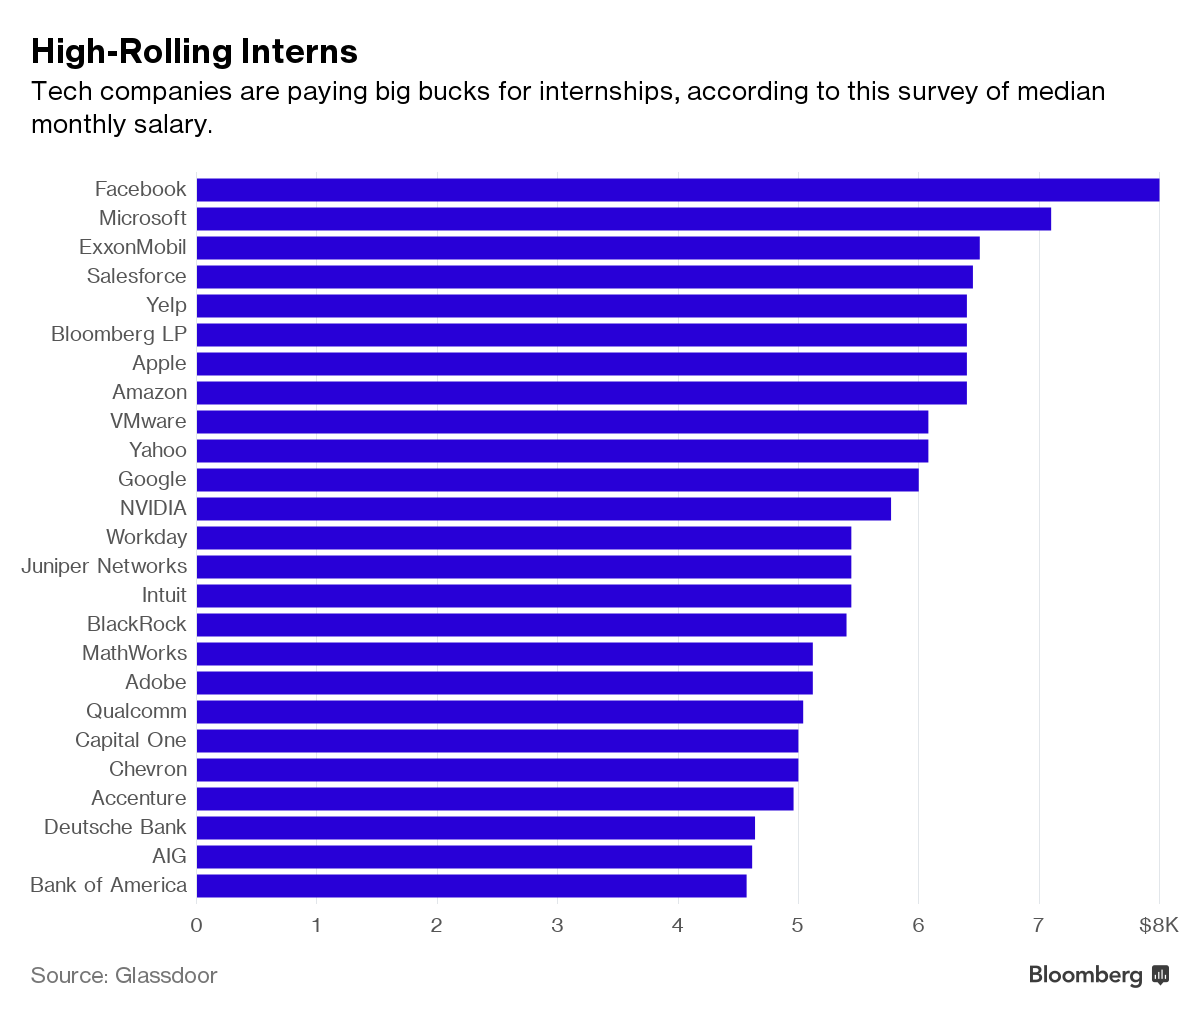 High-Rolling Interns
Tech companies are paying big bucks for internships, according to this survey of median
monthly salary.
Facebook
Microsoft
ExxonMobil
Salesforce
Yelp
Bloomberg LP
Apple
Amazon
VMware
Yahoo
Google
NVIDIA
Workday
Juniper Networks
Intuit
BlackRock
MathWorks
Adobe
Qualcomm
Capital One
Chevron
Accenture
Deutsche Bank
AIG
Bank of America
0 1 2 3 4 5 6 7 $8K
Source: Glassdoor Bloomberg